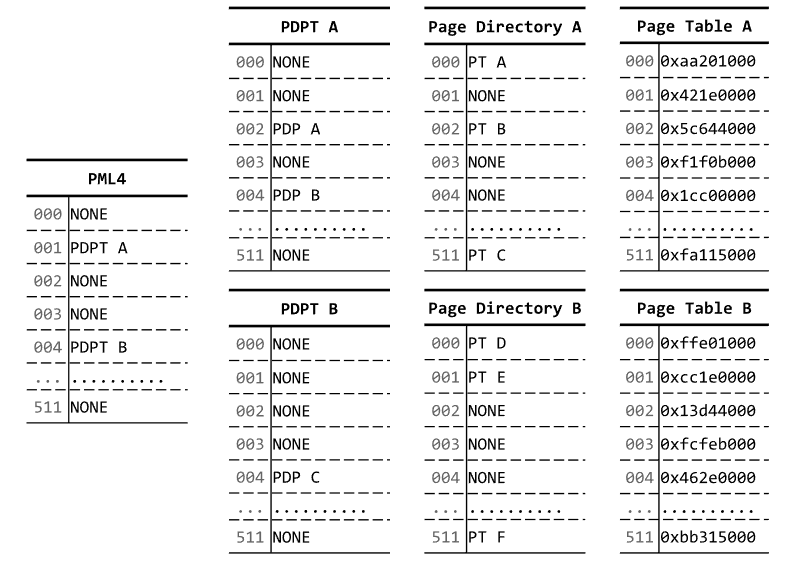 PML4
000 NONE
001 PDPT A
002 NONE
003 NONE
004 PDPT B
... ..........
511 NONE
PDPT A
000 NONE
001 NONE
002 PDP A
003 NONE
004 PDP B
... ..........
511 NONE
PDPT B
000 NONE
001 NONE
002 NONE
003 NONE
004 PDP C
... ..........
511 NONE
Page Directory A
000 PT A
001 NONE
002 PT B
003 NONE
004 NONE
... ..........
511 PT C
Page Directory B
000 PT D
001 PT E
002 NONE
003 NONE
004 NONE
... ..........
511 PT F
Page Table A
000 0xaa201000
001 0x421e0000
002 0x5c644000
003 0xf1f0b000
004 0x1cc00000
... ..........
511 0xfa115000
Page Table B
000 0xffe01000
001 0xcc1e0000
002 0x13d44000
003 0xfcfeb000
004 0x462e0000
... ..........
511 0xbb315000